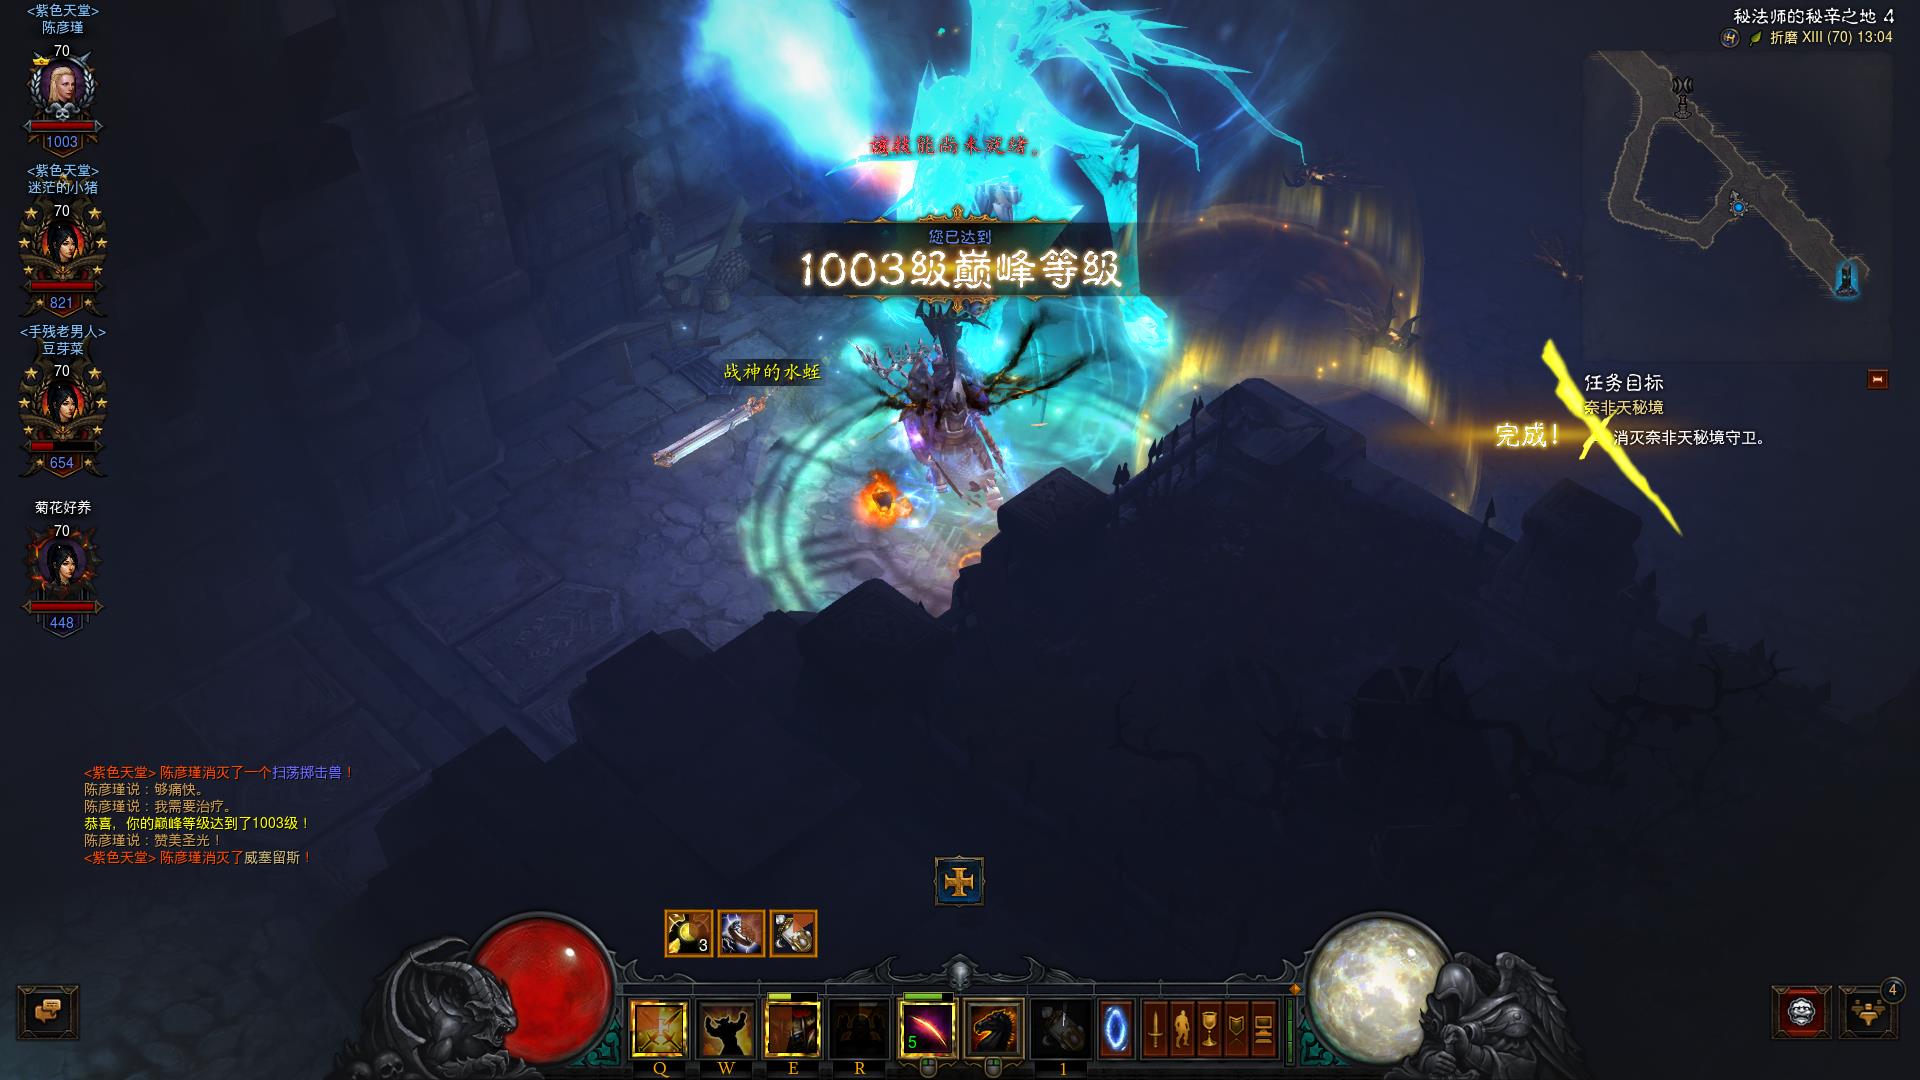 <紫色天堂>
陈彦瑾
70
1003
<紫色天堂>
迷茫的小猪
70
821
<手残老男人>
豆芽菜
70
654
菊花好养
70
448
秘法师的秘辛之地 4
折磨 XIII (70) 13:04
该技能尚未就绪。
您已达到
1003级巅峰等级
战神的水蛭
任务目标
奈非天秘境
完成!
消灭奈非天秘境守卫。
<紫色天堂> 陈彦瑾消灭了一个扫荡掷击兽！
陈彦瑾说：够痛快。
陈彦瑾说：我需要治疗。
恭喜，你的巅峰等级达到了1003级！
陈彦瑾说：赞美圣光！
<紫色天堂> 陈彦瑾消灭了威塞留斯！
3
5
Q
W
E
R
1
4